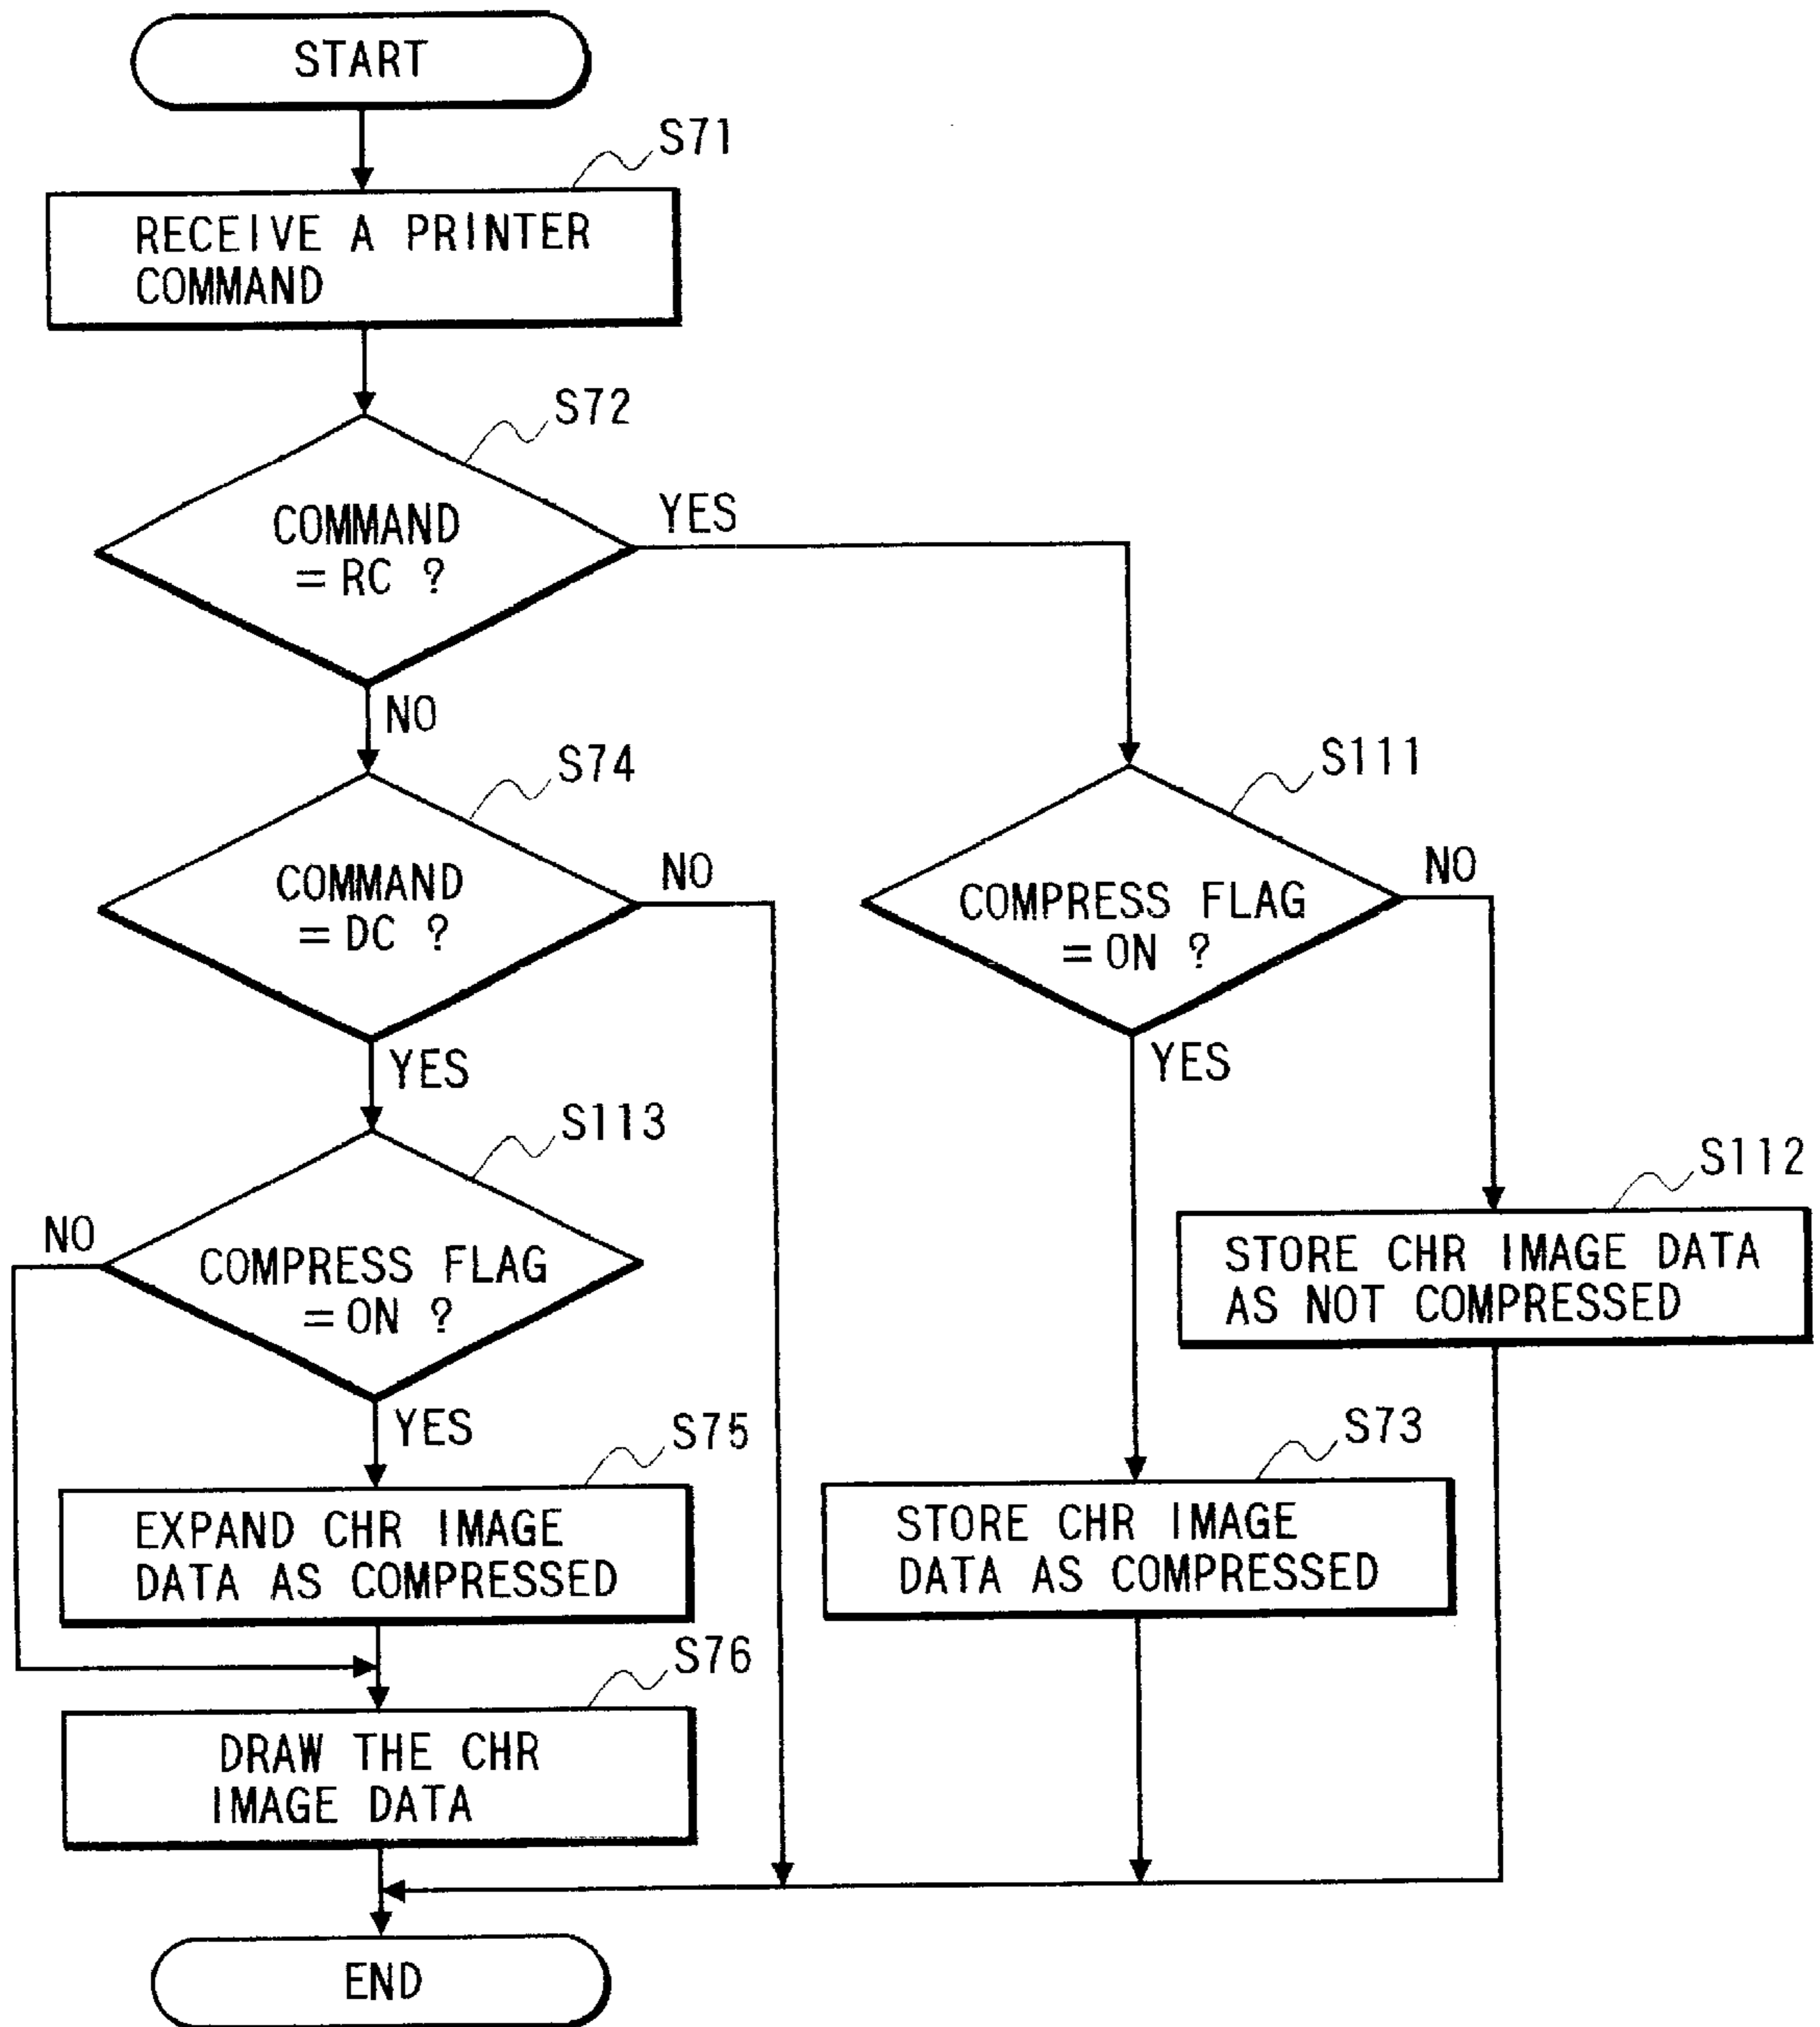 START
S71
RECEIVE A PRINTER
COMMAND
S72
COMMAND
= RC ?
YES
NO
S74
COMMAND
= DC ?
NO
YES
S111
COMPRESS FLAG
= ON ?
NO
YES
S113
COMPRESS FLAG
= ON ?
NO
YES
S112
STORE CHR IMAGE DATA
AS NOT COMPRESSED
S75
EXPAND CHR IMAGE
DATA AS COMPRESSED
S73
STORE CHR IMAGE
DATA AS COMPRESSED
S76
DRAW THE CHR
IMAGE DATA
END